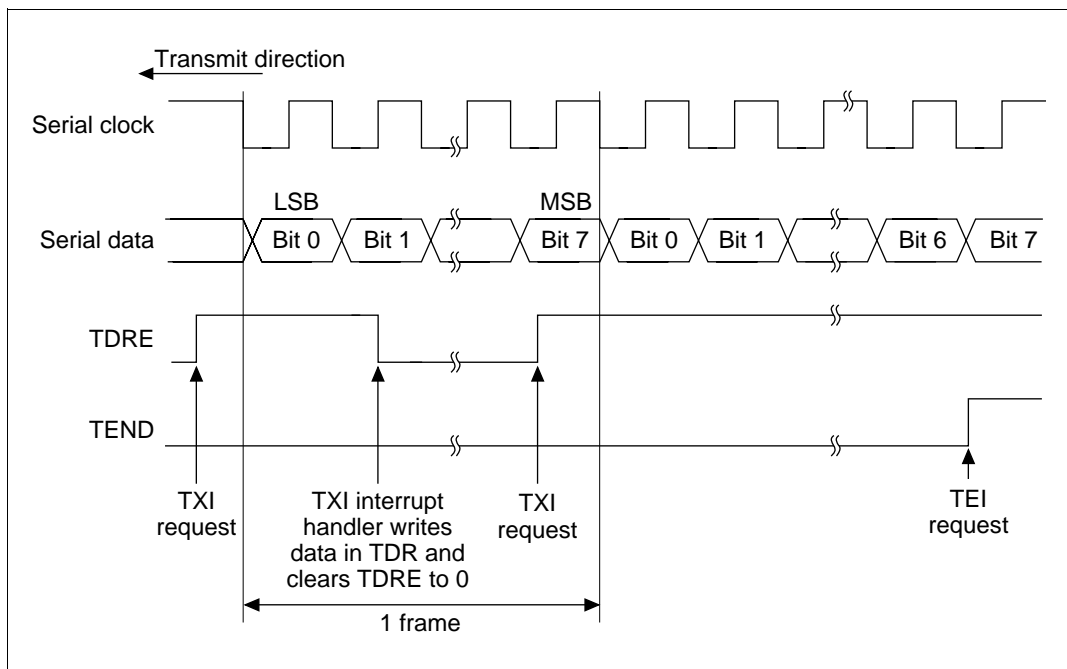 Transmit direction
Serial clock
LSB
MSB
Serial data
Bit 0
Bit 1
Bit 7
Bit 0
Bit 1
Bit 6
Bit 7
TDRE
TEND
TXI
request
TXI interrupt
handler writes
data in TDR and
clears TDRE to 0
TXI
request
TEI
request
1 frame